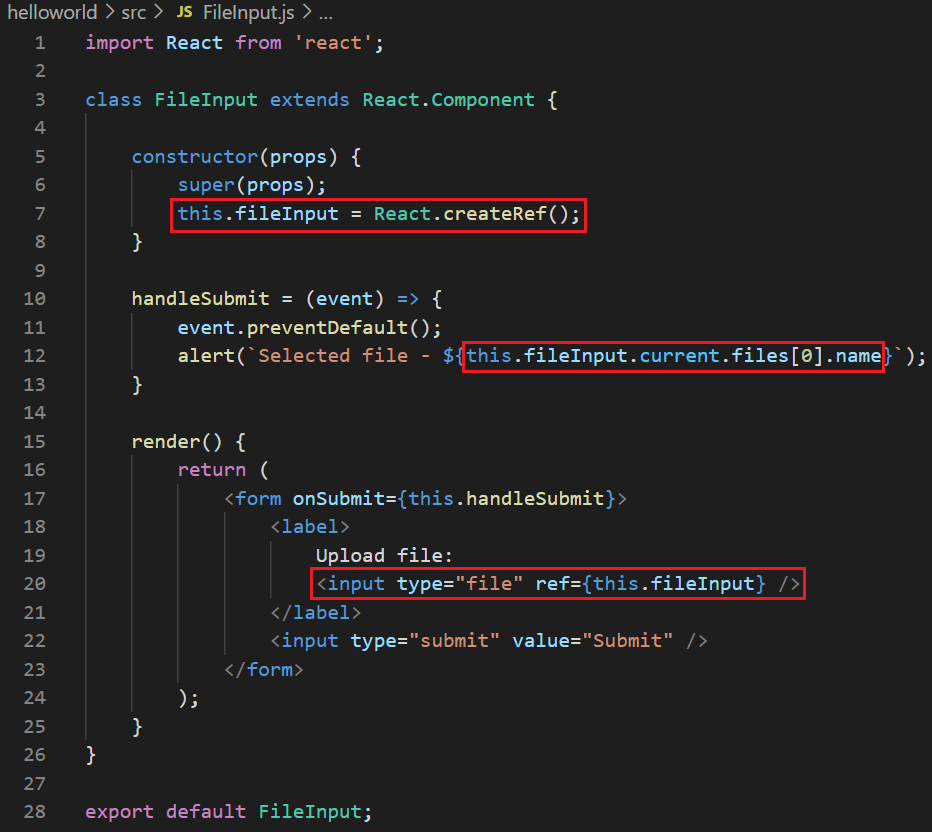 helloworld > src > JS FileInput.js > ...
1 import React from 'react';
2
3 class FileInput extends React.Component {
4
5     constructor(props) {
6         super(props);
7         this.fileInput = React.createRef();
8     }
9
10     handleSubmit = (event) => {
11         event.preventDefault();
12         alert(`Selected file - ${this.fileInput.current.files[0].name}`);
13     }
14
15     render() {
16         return (
17             <form onSubmit={this.handleSubmit}>
18                 <label>
19                     Upload file:
20                     <input type="file" ref={this.fileInput} />
21                 </label>
22                 <input type="submit" value="Submit" />
23             </form>
24         );
25     }
26 }
27
28 export default FileInput;